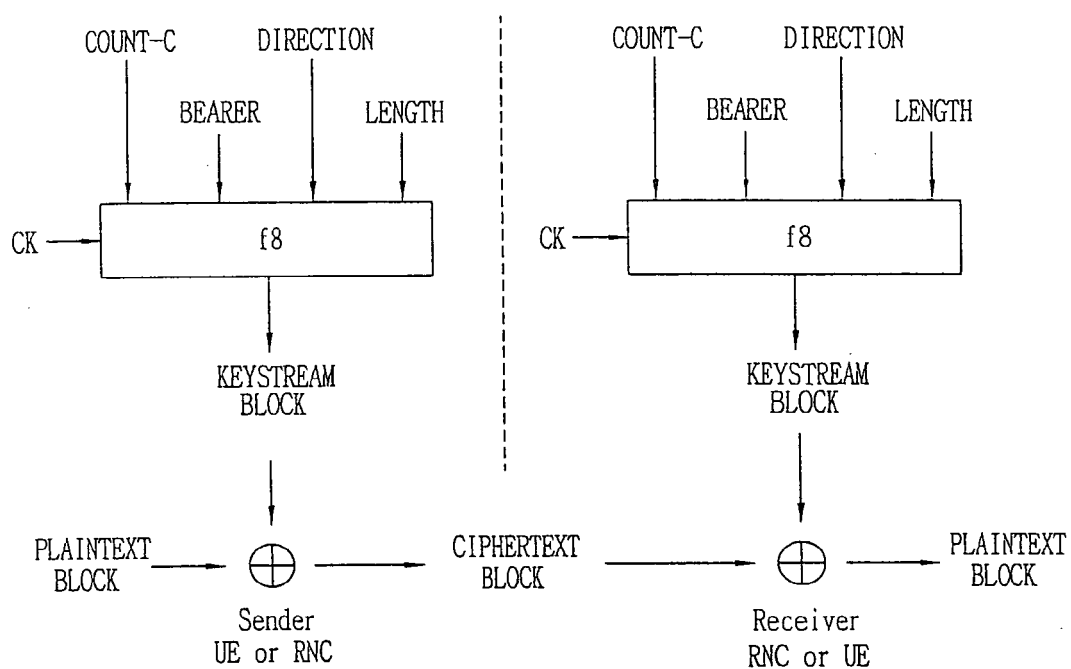 COUNT-C DIRECTION COUNT-C DIRECTION
BEARER LENGTH BEARER LENGTH
CK f8 CK f8
KEYSTREAM BLOCK KEYSTREAM BLOCK
PLAINTEXT BLOCK CIPHERTEXT BLOCK PLAINTEXT BLOCK
Sender Receiver
UE or RNC RNC or UE